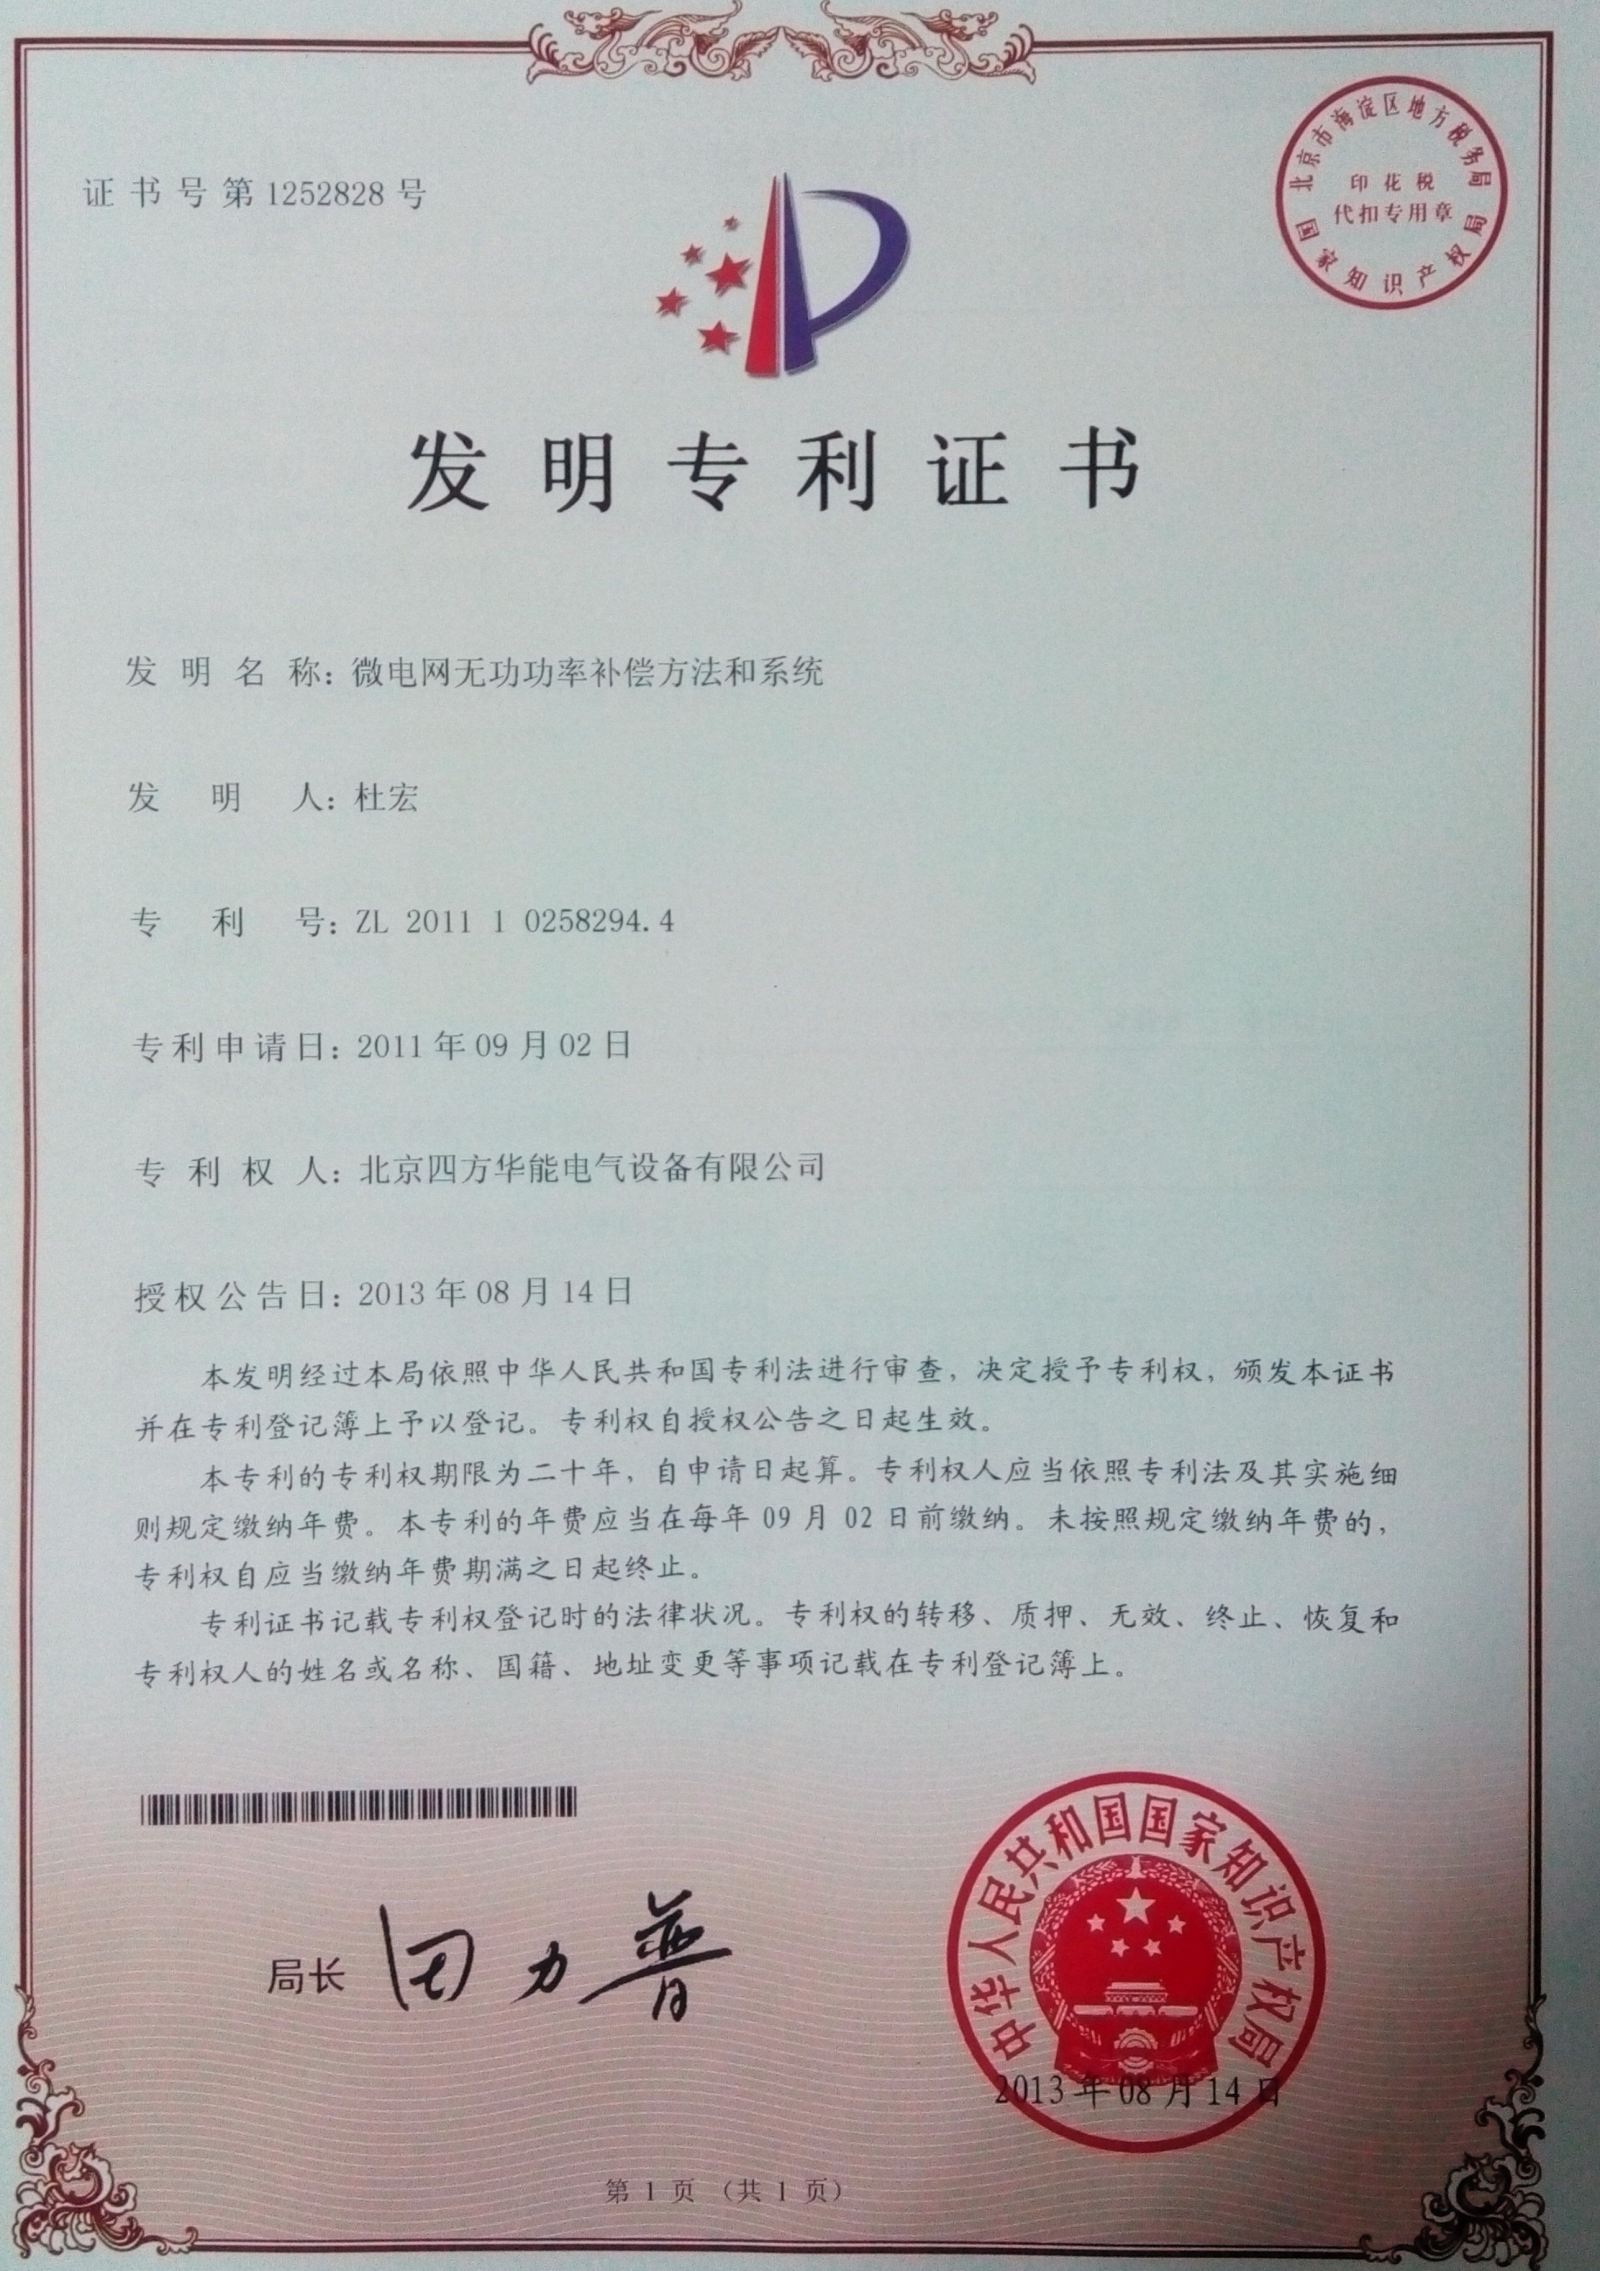 证书号第1252828号
北京市海淀区地方税务局
印花税
代扣专用章
国家知识产权局
发明专利证书
发明名称：微电网无功功率补偿方法和系统
发明人：杜宏
专利号：ZL 2011 1 0258294.4
专利申请日：2011年09月02日
专利权人：北京四方华能电气设备有限公司
授权公告日：2013年08月14日
本发明经过本局依照中华人民共和国专利法进行审查，决定授予专利权，颁发本证书
并在专利登记簿上予以登记。专利权自授权公告之日起生效。
本专利的专利权期限为二十年，自申请日起算。专利权人应当依照专利法及其实施细
则规定缴纳年费。本专利的年费应当在每年09月02日前缴纳。未按照规定缴纳年费的，
专利权自应当缴纳年费期满之日起终止。
专利证书记载专利权登记时的法律状况。专利权的转移、质押、无效、终止、恢复和
专利权人的姓名或名称、国籍、地址变更等事项记载在专利登记簿上。
局长 田力普
中华人民共和国国家知识产权局
2013年08月14日
第1页（共1页）